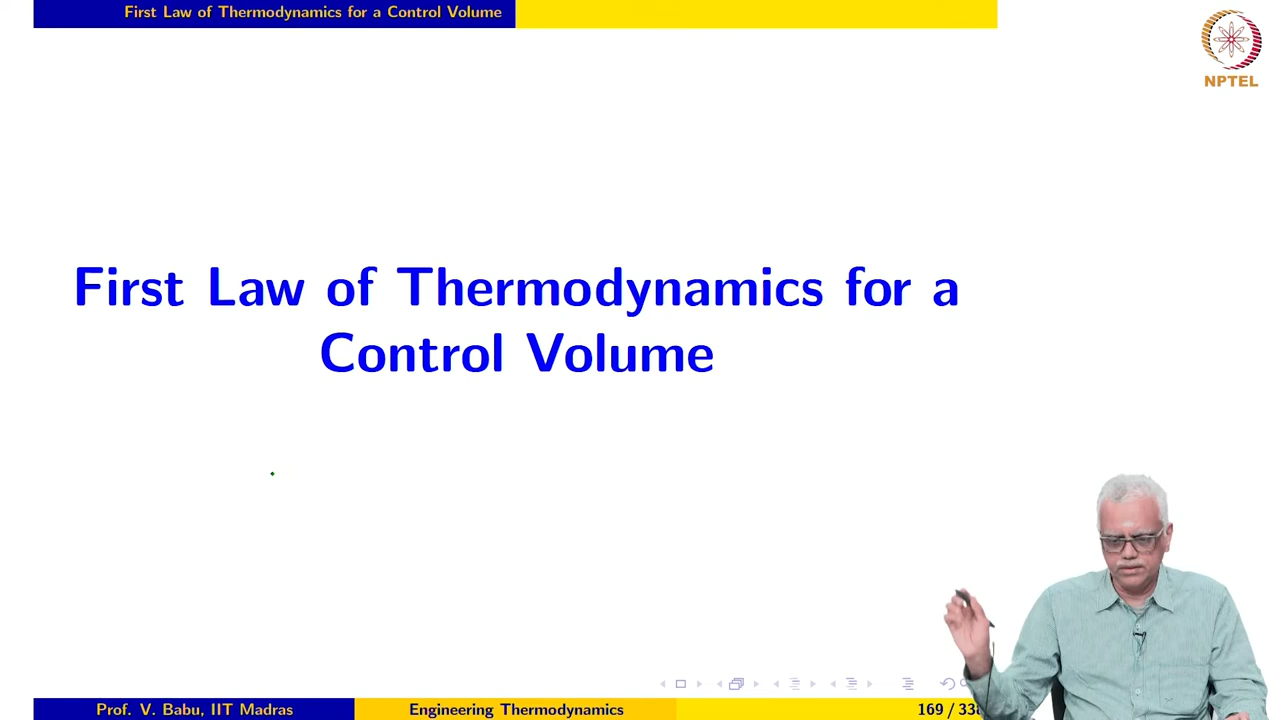 First Law of Thermodynamics for a Control Volume
NPTEL
First Law of Thermodynamics for a
Control Volume
Prof. V. Babu, IIT Madras
Engineering Thermodynamics
169 / 338